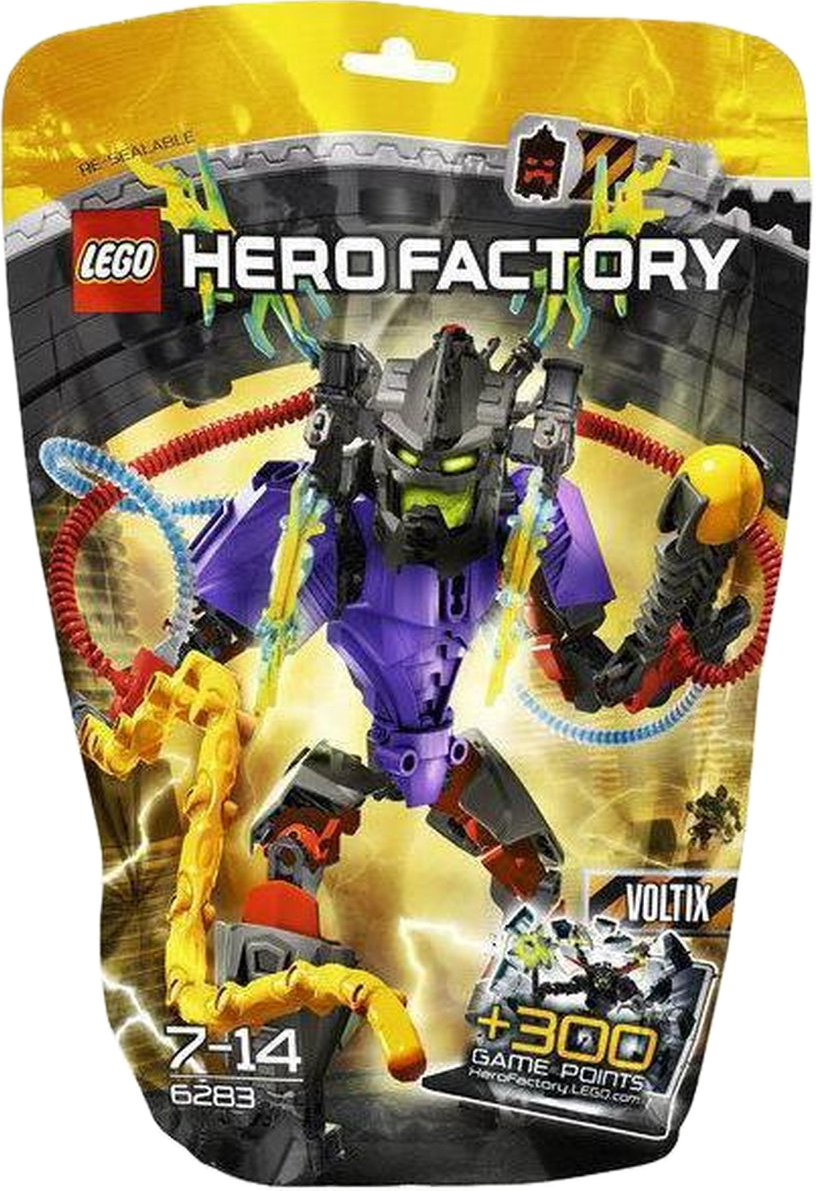 RE-SEALABLE
LEGO HERO FACTORY
VOLTIX
+300
GAME POINTS
HeroFactory.LEGO.com
7-14
6283